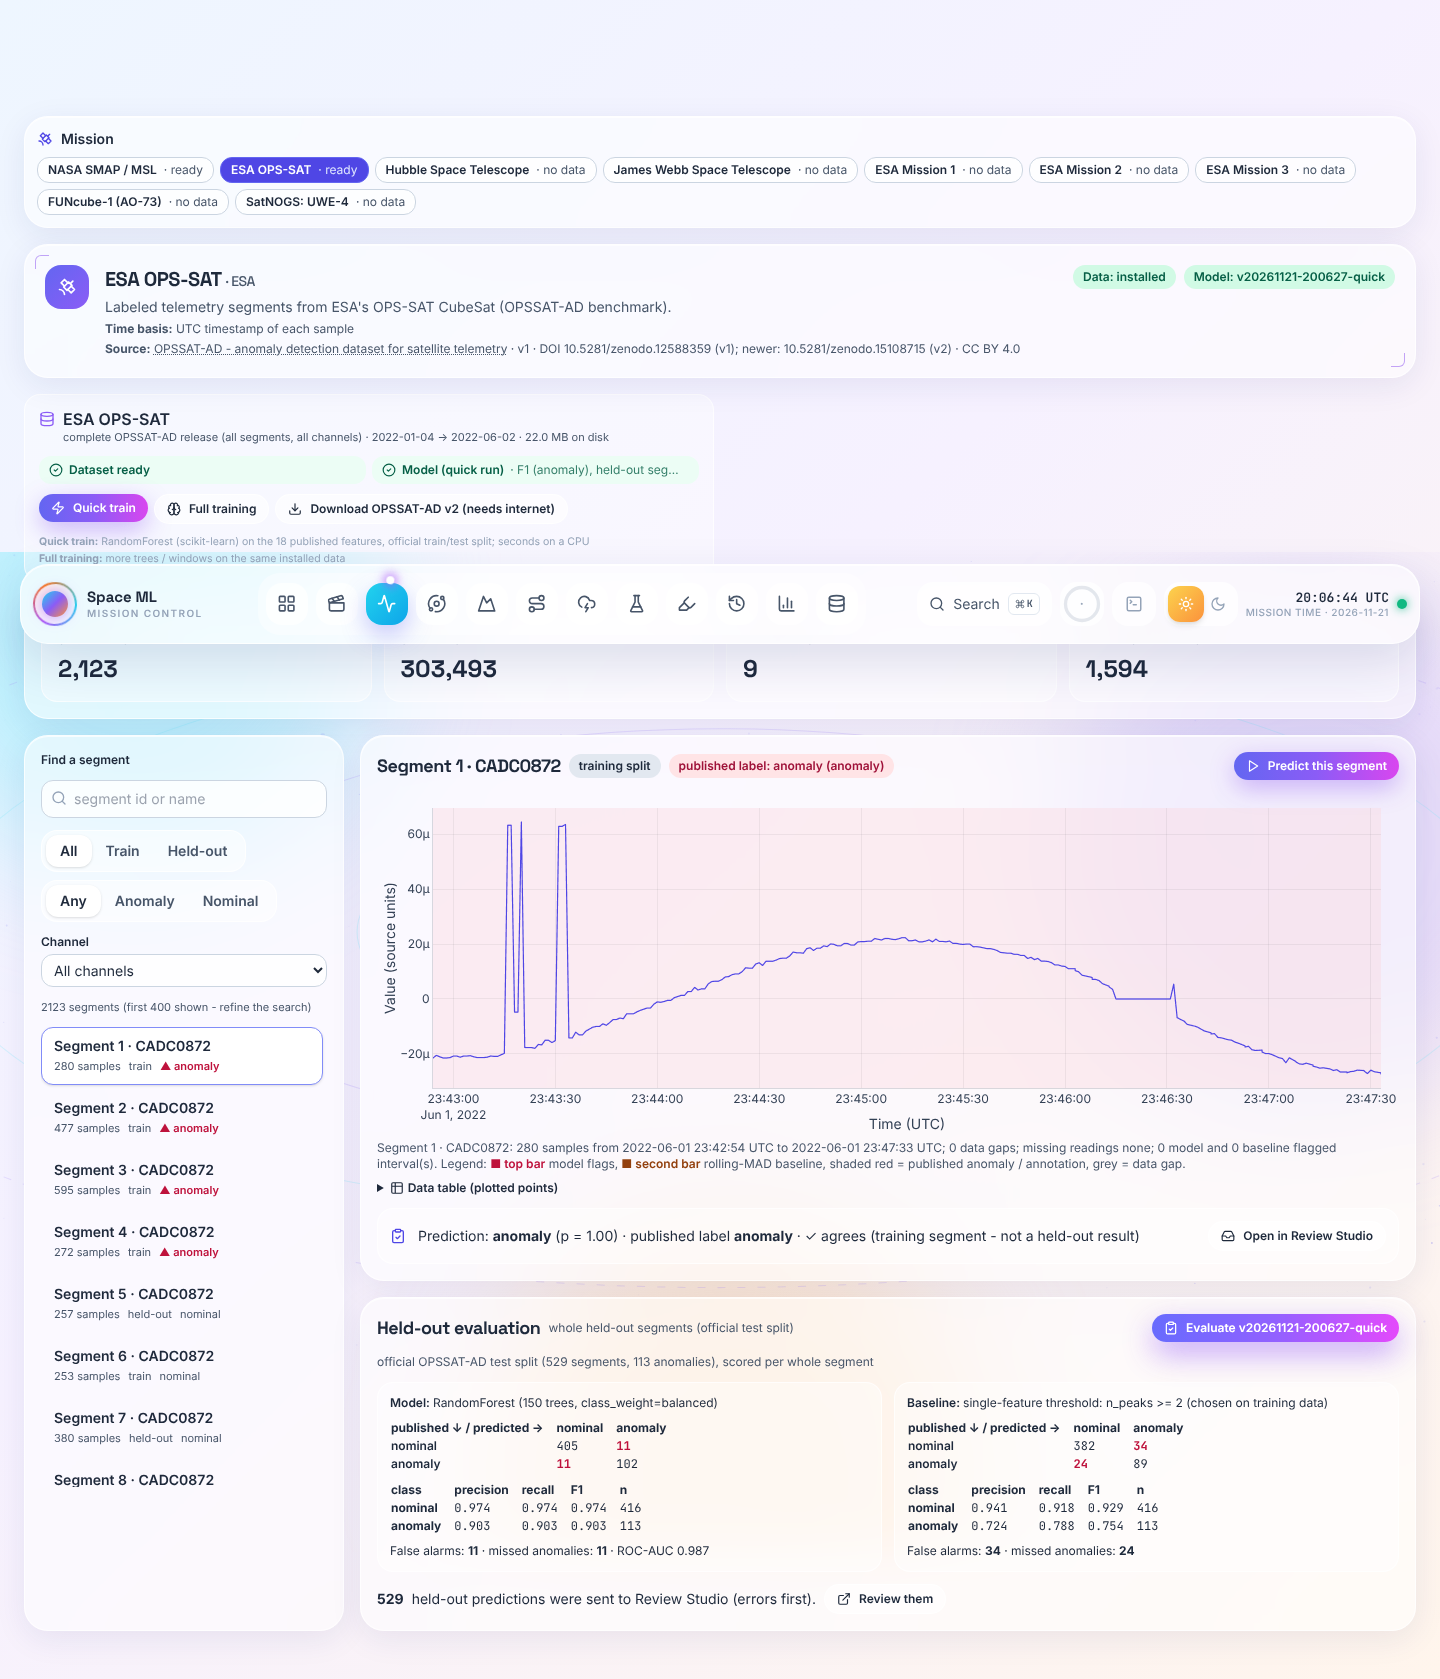 Mission
NASA SMAP / MSL · ready
ESA OPS-SAT · ready
Hubble Space Telescope · no data
James Webb Space Telescope · no data
ESA Mission 1 · no data
ESA Mission 2 · no data
ESA Mission 3 · no data
FUNcube-1 (AO-73) · no data
SatNOGS: UWE-4 · no data
ESA OPS-SAT · ESA
Data: installed
Model: v20261121-200627-quick
Labeled telemetry segments from ESA's OPS-SAT CubeSat (OPSSAT-AD benchmark).
Time basis: UTC timestamp of each sample
Source: OPSSAT-AD - anomaly detection dataset for satellite telemetry · v1 · DOI 10.5281/zenodo.12588359 (v1); newer: 10.5281/zenodo.15108715 (v2) · CC BY 4.0
ESA OPS-SAT
complete OPSSAT-AD release (all segments, all channels) · 2022-01-04 → 2022-06-02 · 22.0 MB on disk
Dataset ready
Model (quick run) · F1 (anomaly), held-out seg...
Quick train
Full training
Download OPSSAT-AD v2 (needs internet)
Quick train: RandomForest (scikit-learn) on the 18 published features, official train/test split; seconds on a CPU
Full training: more trees / windows on the same installed data
Space ML
MISSION CONTROL
Search
⌘K
20:06:44 UTC
MISSION TIME · 2026-11-21
2,123
303,493
9
1,594
Find a segment
segment id or name
All Train Held-out
Any Anomaly Nominal
Channel
All channels
2123 segments (first 400 shown - refine the search)
Segment 1 · CADC0872
280 samples train ▲ anomaly
Segment 2 · CADC0872
477 samples train ▲ anomaly
Segment 3 · CADC0872
595 samples train ▲ anomaly
Segment 4 · CADC0872
272 samples train ▲ anomaly
Segment 5 · CADC0872
257 samples held-out nominal
Segment 6 · CADC0872
253 samples train nominal
Segment 7 · CADC0872
380 samples held-out nominal
Segment 8 · CADC0872
Segment 1 · CADC0872
training split
published label: anomaly (anomaly)
Predict this segment
Value (source units)
60µ
40µ
20µ
0
−20µ
23:43:00 23:43:30 23:44:00 23:44:30 23:45:00 23:45:30 23:46:00 23:46:30 23:47:00 23:47:30
Jun 1, 2022
Time (UTC)
Segment 1 · CADC0872: 280 samples from 2022-06-01 23:42:54 UTC to 2022-06-01 23:47:33 UTC; 0 data gaps; missing readings none; 0 model and 0 baseline flagged
interval(s). Legend: ■ top bar model flags, ■ second bar rolling-MAD baseline, shaded red = published anomaly / annotation, grey = data gap.
Data table (plotted points)
Prediction: anomaly (p = 1.00) · published label anomaly · ✓ agrees (training segment - not a held-out result)
Open in Review Studio
Held-out evaluation whole held-out segments (official test split)
Evaluate v20261121-200627-quick
official OPSSAT-AD test split (529 segments, 113 anomalies), scored per whole segment
Model: RandomForest (150 trees, class_weight=balanced)
published ↓ / predicted → nominal anomaly
nominal 405 11
anomaly 11 102
class precision recall F1 n
nominal 0.974 0.974 0.974 416
anomaly 0.903 0.903 0.903 113
False alarms: 11 · missed anomalies: 11 · ROC-AUC 0.987
Baseline: single-feature threshold: n_peaks >= 2 (chosen on training data)
published ↓ / predicted → nominal anomaly
nominal 382 34
anomaly 24 89
class precision recall F1 n
nominal 0.941 0.918 0.929 416
anomaly 0.724 0.788 0.754 113
False alarms: 34 · missed anomalies: 24
529 held-out predictions were sent to Review Studio (errors first).
Review them